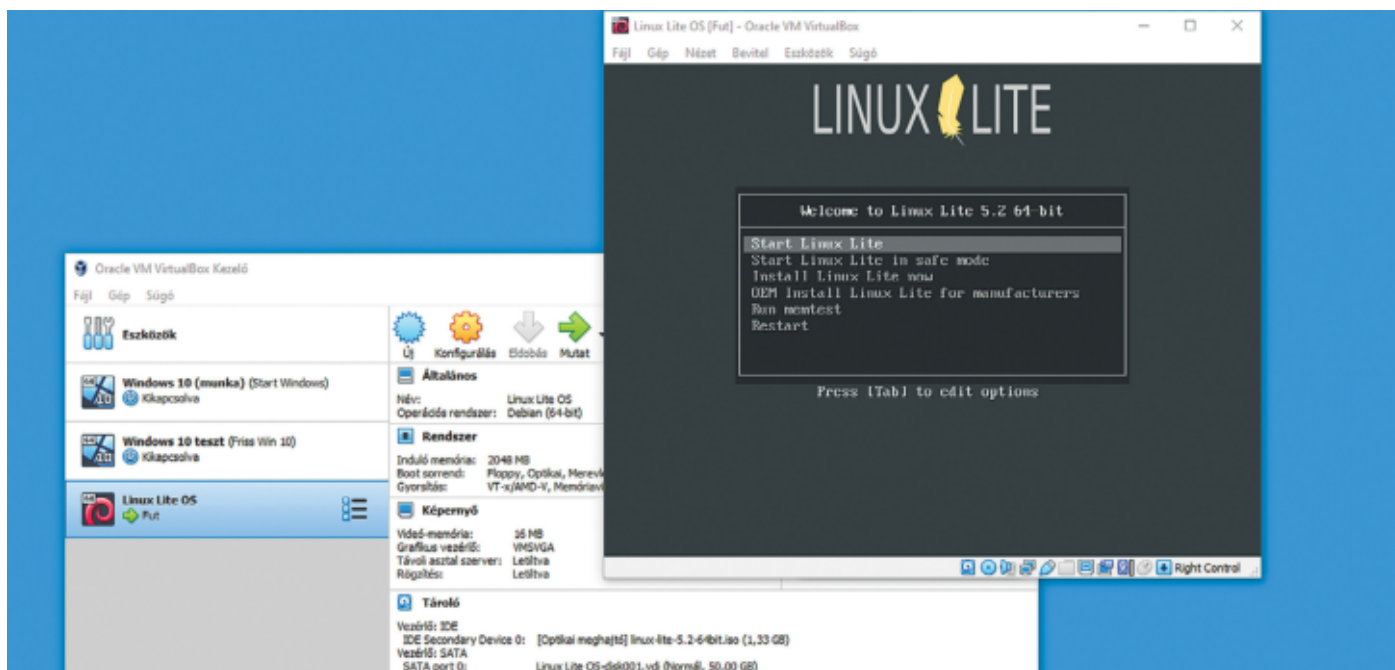 Linux Lite OS [Fut] - Oracle VM VirtualBox
Fájl Gép Nézet Bevitel Eszközök Súgó
LINUX LITE
Welcome to Linux Lite 5.2 64-bit
Start Linux Lite
Start Linux Lite in safe mode
Install Linux Lite now
OEM Install Linux Lite for manufacturers
Run memtest
Restart
Press [Tab] to edit options
Right Control
Oracle VM VirtualBox Kezelő
Fájl Gép Súgó
Eszközök
Windows 10 (munka) (Start Windows)
Kikapcsolva
Windows 10 teszt (Friss Win 10)
Kikapcsolva
Linux Lite OS
Fut
Új Konfigurálás Eldobás Mutat
Általános
Név: Linux Lite OS
Operációs rendszer: Debian (64-bit)
Rendszer
Induló memória: 2048 MB
Boot sorrend: Floppy, Optikai,
Gyorsítás: VT-x/AMD-V,
Képernyő
Videó-memória: 16 MB
Grafikus vezérlő: VMSVGA
Távoli asztal szerver: Letiltva
Rögzítés: Letiltva
Tároló
Vezérlő: IDE
IDE Secondary Device 0: [Optikai meghajtó] linux-lite-5.2-64bit.iso (1,33 GB)
Vezérlő: SATA
SATA port 0: Linux Lite OS-disk001.vdi (Normál, 50,00 GB)